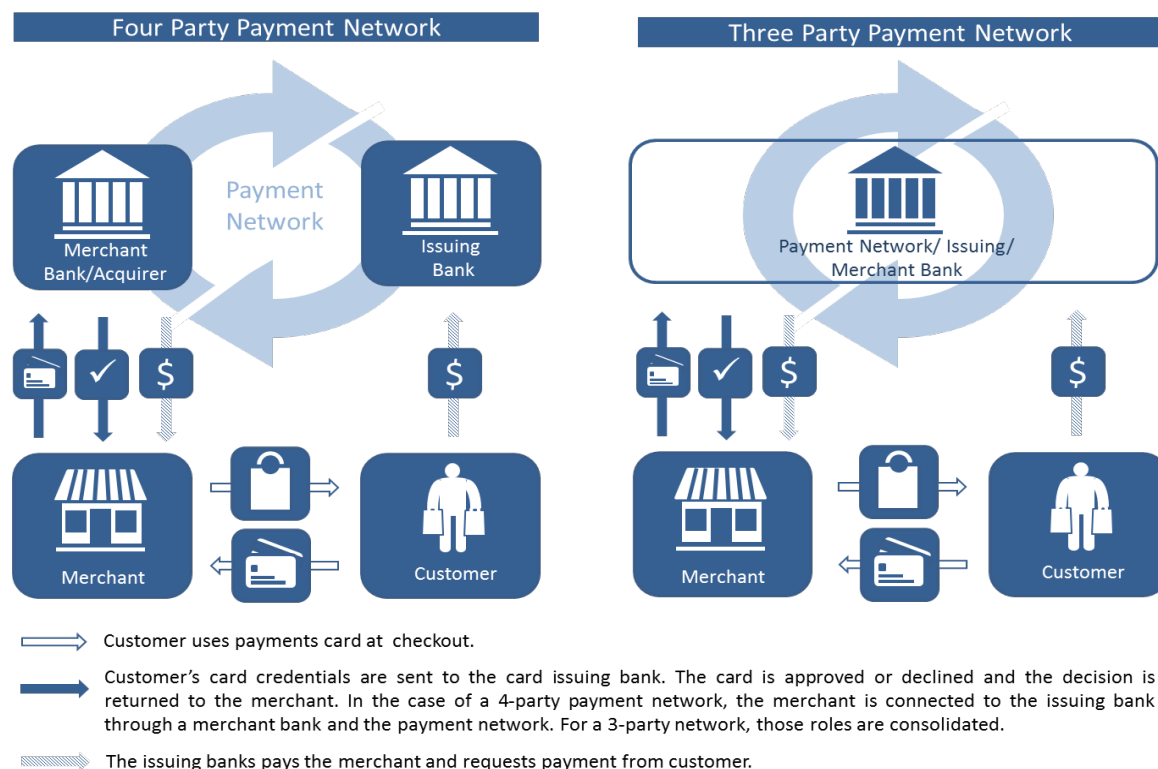 Four Party Payment Network
Three Party Payment Network
Payment
Network
Merchant
Bank/Acquirer
Issuing
Bank
Payment Network/ Issuing/
Merchant Bank
$
$
$
$
Merchant
Customer
Merchant
Customer
Customer uses payments card at checkout.
Customer's card credentials are sent to the card issuing bank. The card is approved or declined and the decision is
returned to the merchant. In the case of a 4-party payment network, the merchant is connected to the issuing bank
through a merchant bank and the payment network. For a 3-party network, those roles are consolidated.
The issuing banks pays the merchant and requests payment from customer.